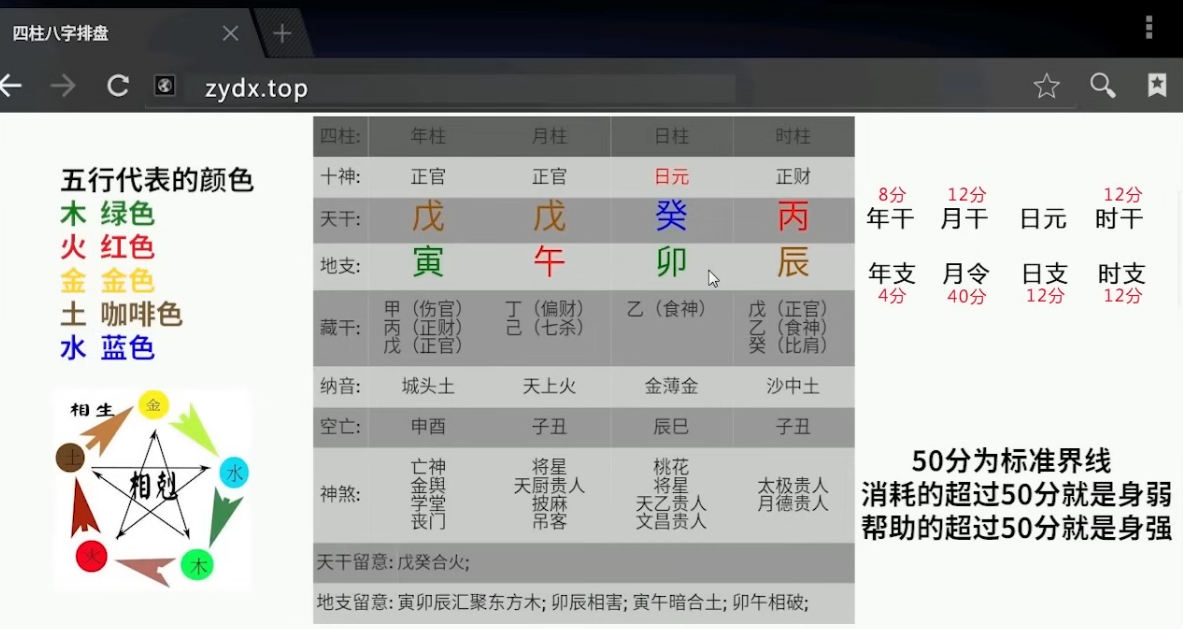 四柱八字排盘
zydx.top
五行代表的颜色
木 绿色
火 红色
金 金色
土 咖啡色
水 蓝色
相生
金
土
水
相剋
火
木
四柱: 年柱 月柱 日柱 时柱
十神: 正官 正官 日元 正财
天干: 戊 戊 癸 丙
地支: 寅 午 卯 辰
藏干: 甲（伤官） 丁（偏财） 乙（食神） 戊（正官）
丙（正财） 己（七杀） 乙（食神）
戊（正官） 癸（比肩）
纳音: 城头土 天上火 金薄金 沙中土
空亡: 申酉 子丑 辰巳 子丑
神煞: 亡神 将星 桃花 太极贵人
金舆 天厨贵人 将星 月德贵人
学堂 披麻 天乙贵人
丧门 吊客 文昌贵人
天干留意: 戊癸合火;
地支留意: 寅卯辰汇聚东方木; 卯辰相害; 寅午暗合土; 卯午相破;
8分 12分 12分
年干 月干 日元 时干
年支 月令 日支 时支
4分 40分 12分 12分
50分为标准界线
消耗的超过50分就是身弱
帮助的超过50分就是身强